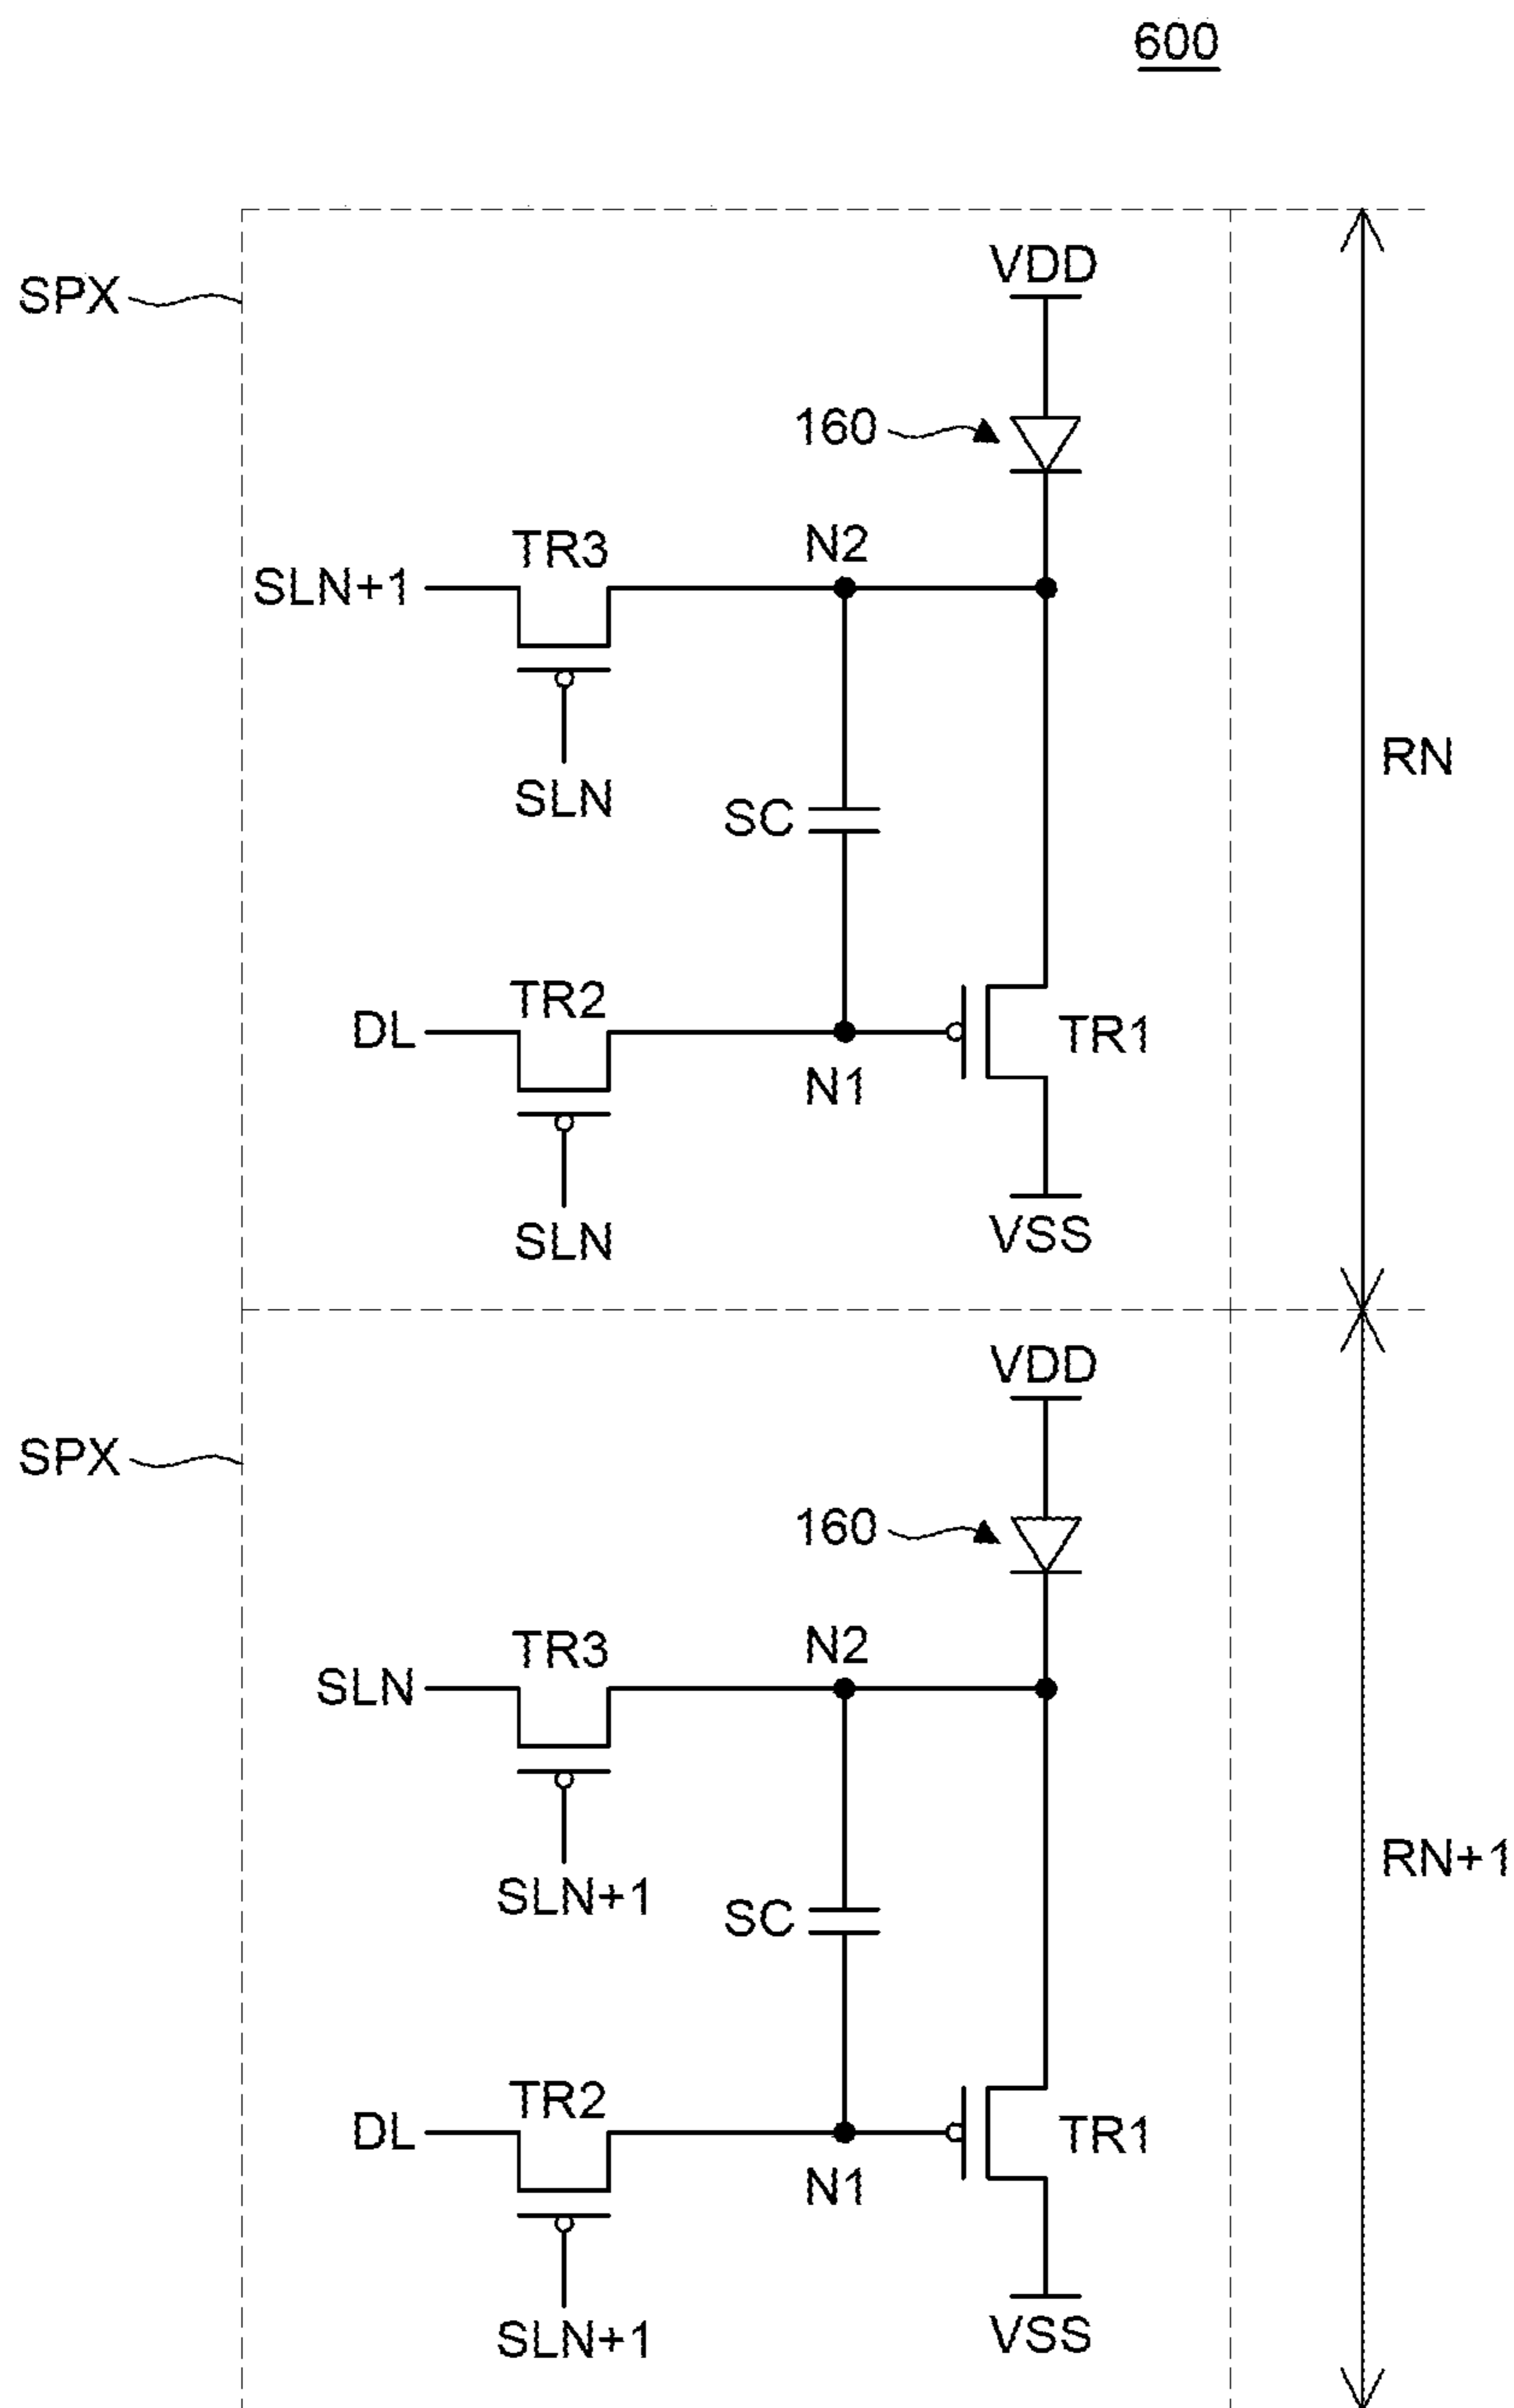 600
VDD
SPX
160
TR3
N2
SLN+1
RN
SLN
SC
TR2
DL
TR1
N1
SLN
VSS
VDD
SPX
160
TR3
N2
SLN
RN+1
SLN+1
SC
TR2
DL
TR1
N1
SLN+1
VSS